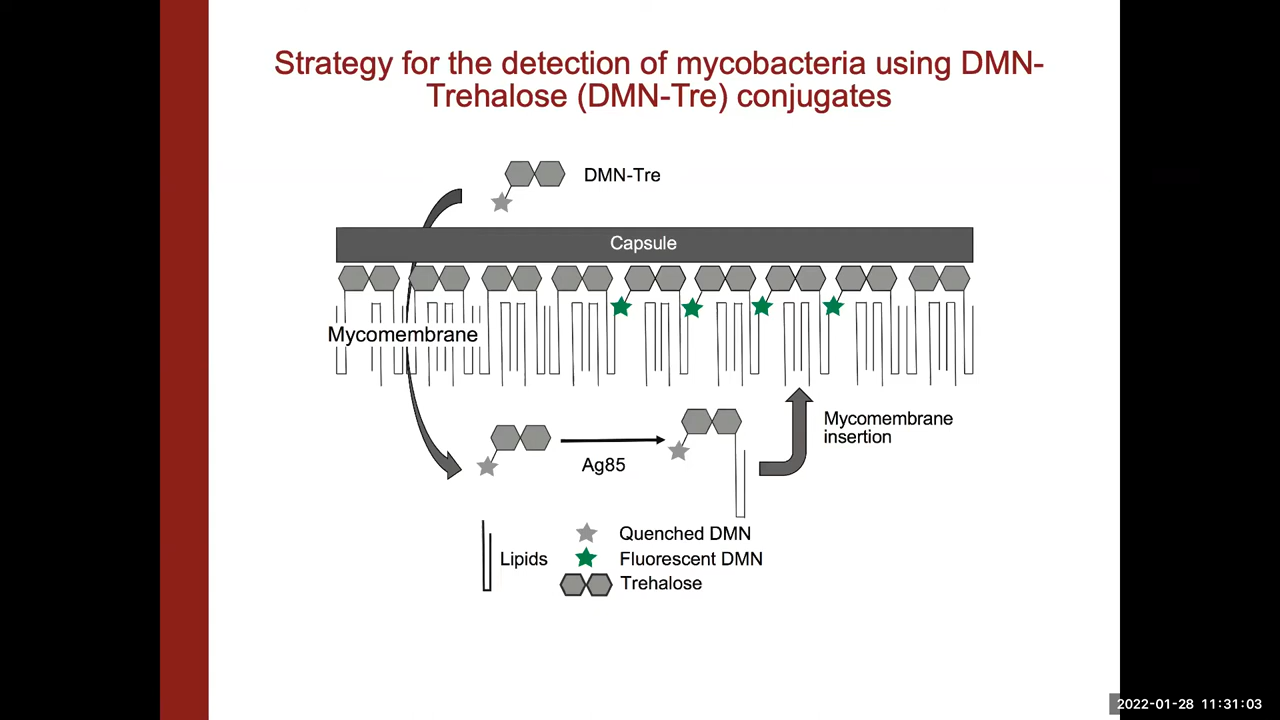 Strategy for the detection of mycobacteria using DMN-
Trehalose (DMN-Tre) conjugates
DMN-Tre
Capsule
Mycomembrane
Mycomembrane
insertion
Ag85
Quenched DMN
Lipids
Fluorescent DMN
Trehalose
2022-01-28 11:31:03